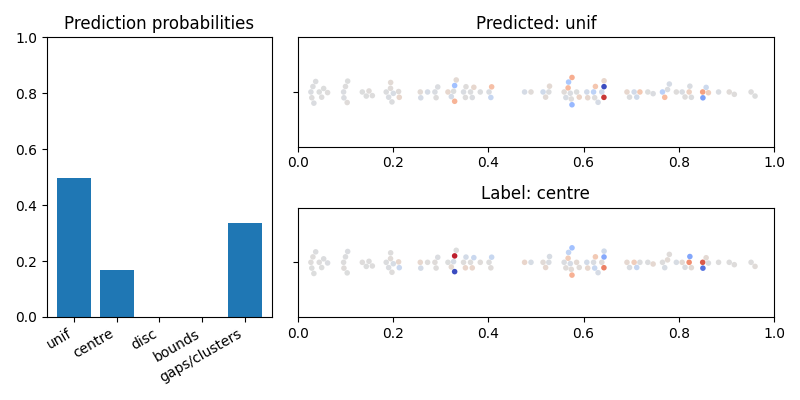 Prediction probabilities
1.0
0.8
0.6
0.4
0.2
0.0
unif
centre
disc
bounds
gaps/clusters
Predicted: unif
0.0 0.2 0.4 0.6 0.8 1.0
Label: centre
0.0 0.2 0.4 0.6 0.8 1.0